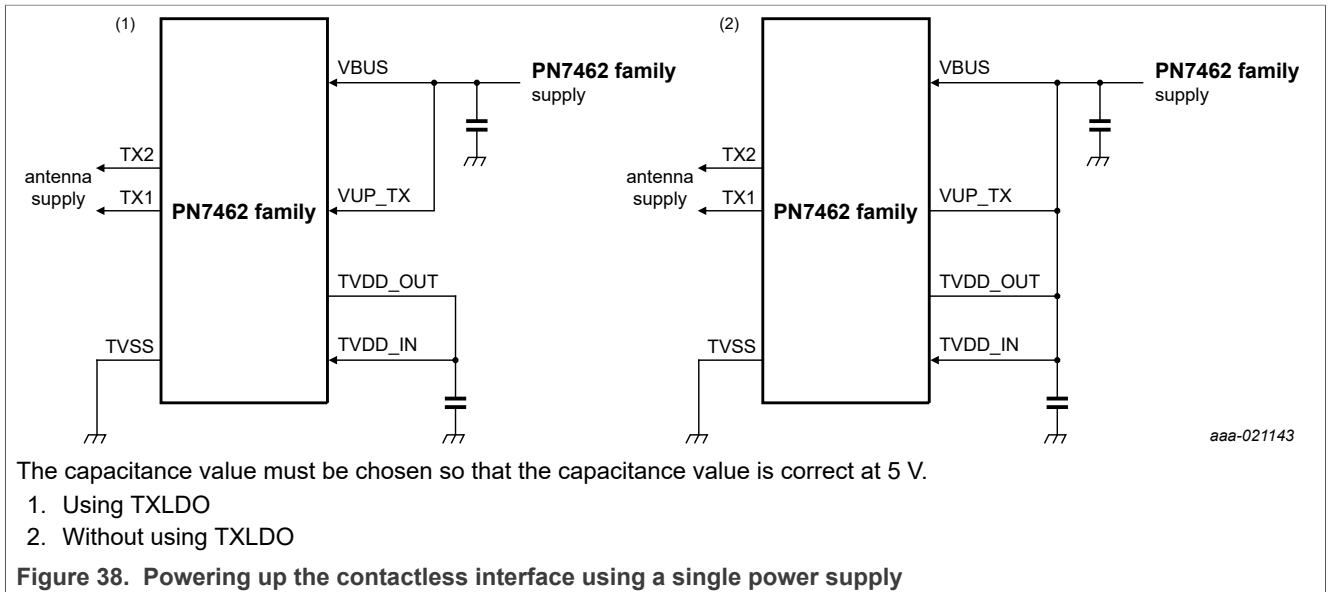 (1)
VBUS
PN7462 family
supply
TX2
antenna
supply
TX1
PN7462 family
VUP_TX
TVDD_OUT
TVSS
TVDD_IN
(2)
VBUS
PN7462 family
supply
TX2
antenna
supply
TX1
PN7462 family
VUP_TX
TVDD_OUT
TVSS
TVDD_IN
aaa-021143
The capacitance value must be chosen so that the capacitance value is correct at 5 V.
1. Using TXLDO
2. Without using TXLDO
Figure 38. Powering up the contactless interface using a single power supply